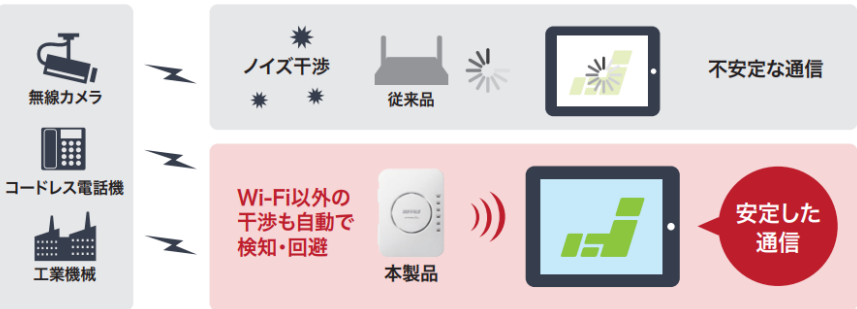 無線カメラ
コードレス電話機
工業機械
ノイズ干渉
従来品
不安定な通信
Wi-Fi以外の
干渉も自動で
検知・回避
本製品
安定した
通信